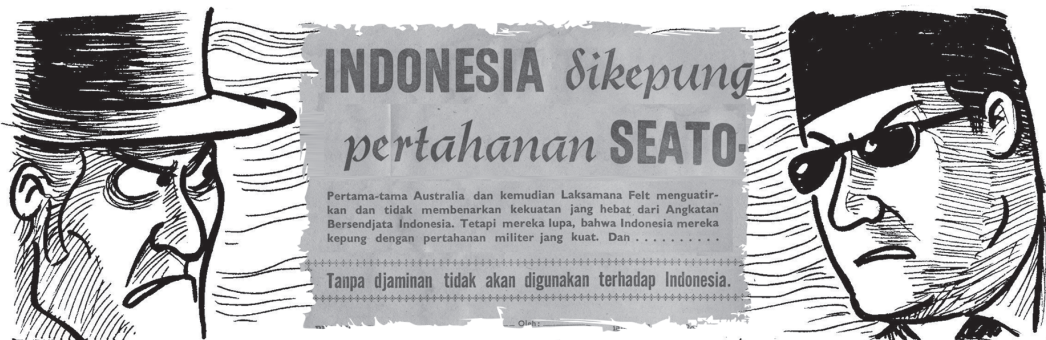 INDONESIA dikepung
pertahanan SEATO
Pertama-tama Australia dan kemudian Laksamana Felt menguatir-
kan dan tidak membenarkan kekuatan jang hebat dari Angkatan
Bersendjata Indonesia. Tetapi mereka lupa, bahwa Indonesia mereka
kepung dengan pertahanan militer jang kuat. Dan . . . . . . . . . .
Tanpa djaminan tidak akan digunakan terhadap Indonesia.
Oleh: